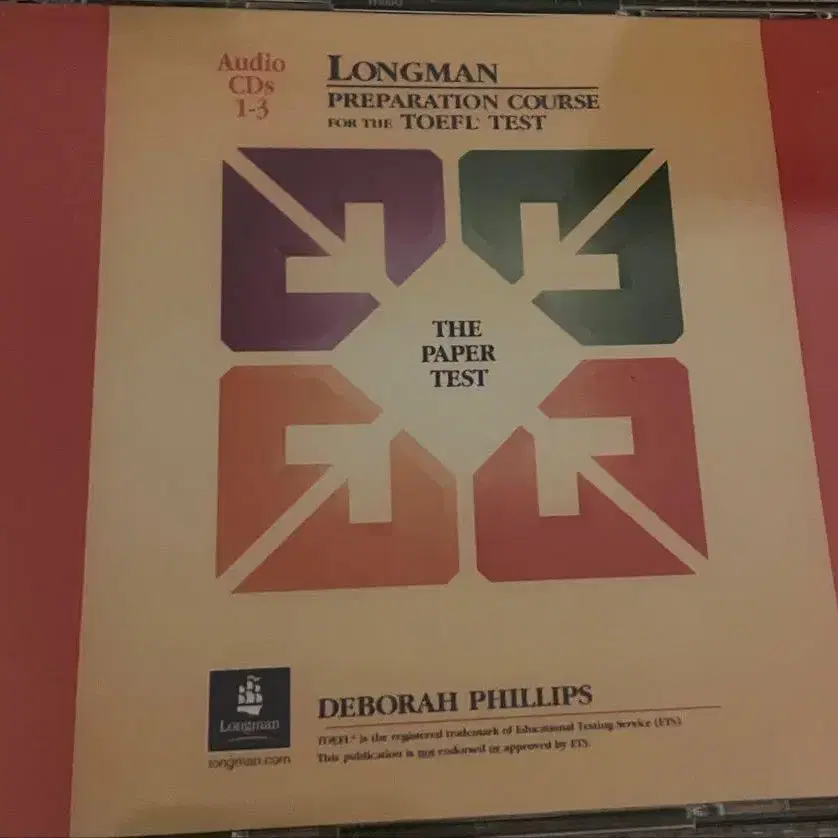 Audio
CDs
1-3
LONGMAN
PREPARATION COURSE
FOR THE TOEFL® TEST
THE
PAPER
TEST
Longman
longman.com
DEBORAH PHILLIPS
TOEFL® is the registered trademark of Educational Testing Service (ETS).
This publication is not endorsed or approved by ETS.